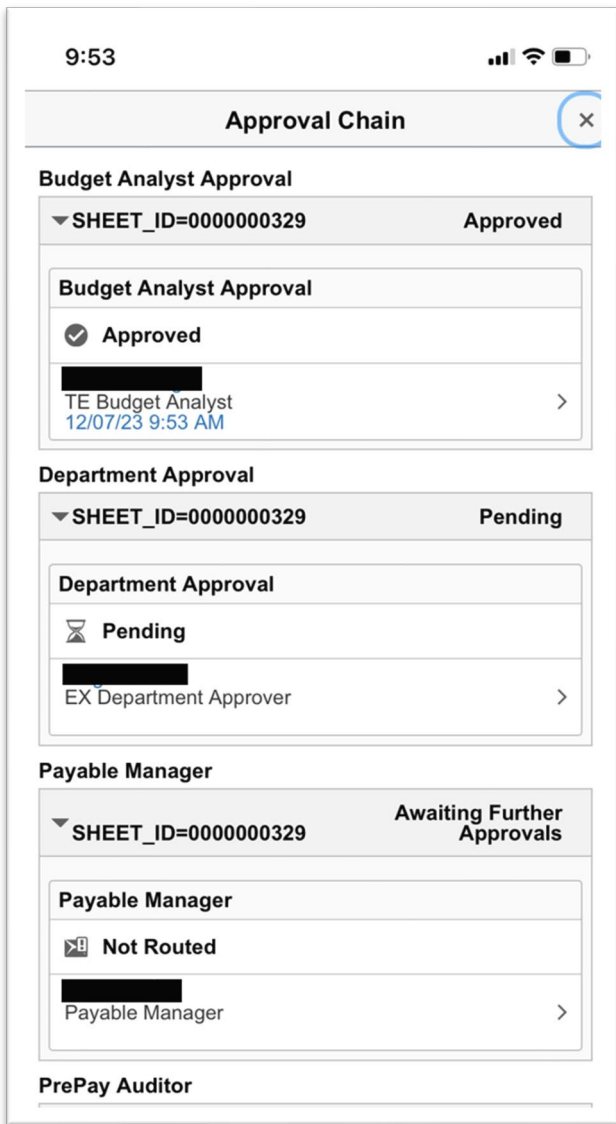 9:53
Approval Chain
Budget Analyst Approval
SHEET_ID=0000000329 Approved
Budget Analyst Approval
Approved
TE Budget Analyst
12/07/23 9:53 AM
Department Approval
SHEET_ID=0000000329 Pending
Department Approval
Pending
EX Department Approver
Payable Manager
SHEET_ID=0000000329 Awaiting Further Approvals
Payable Manager
Not Routed
Payable Manager
PrePay Auditor